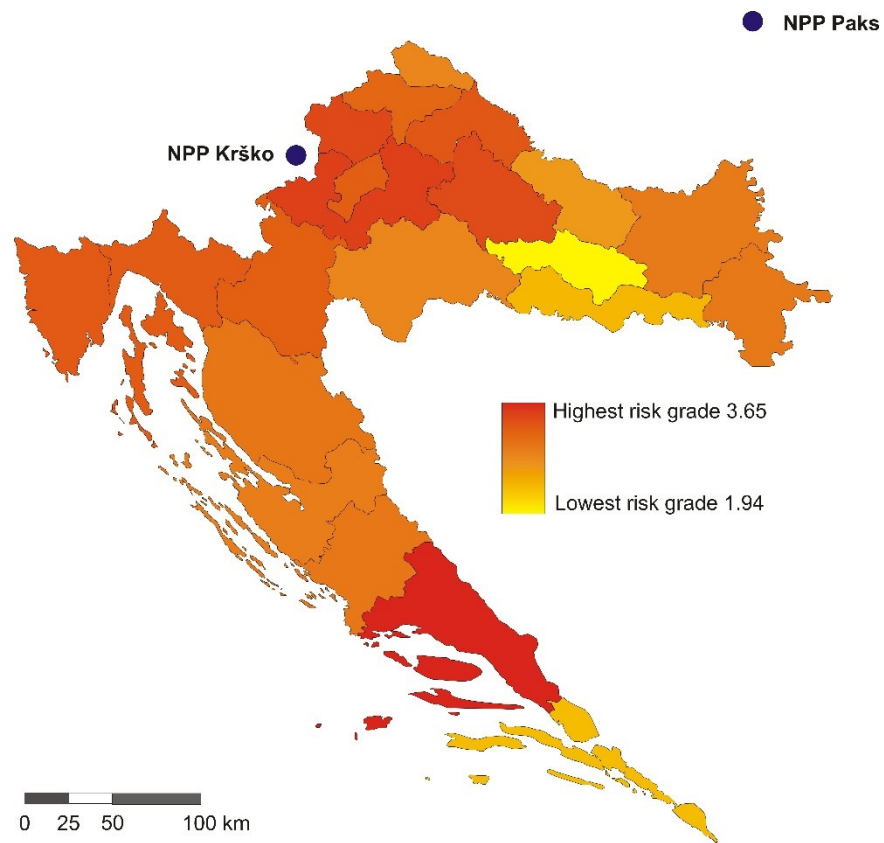 NPP Paks
NPP Krško
Highest risk grade 3.65
Lowest risk grade 1.94
0 25 50 100 km